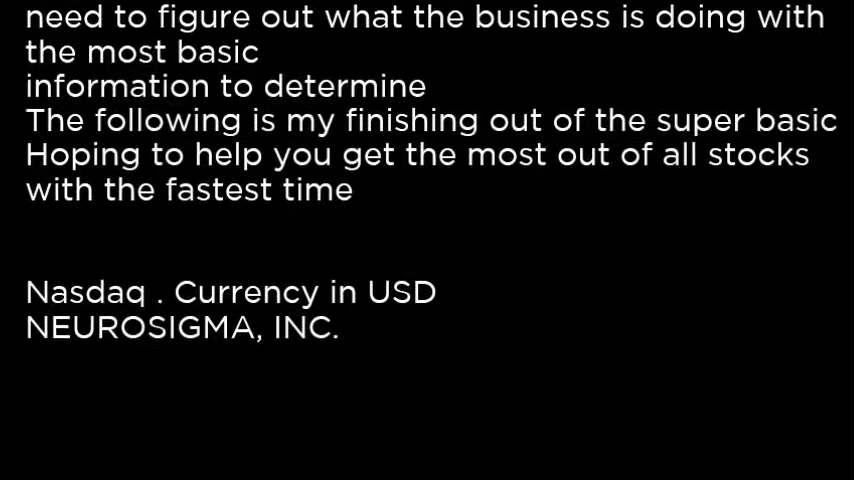 need to figure out what the business is doing with
the most basic
information to determine
The following is my finishing out of the super basic
Hoping to help you get the most out of all stocks
with the fastest time
Nasdaq . Currency in USD
NEUROSIGMA, INC.